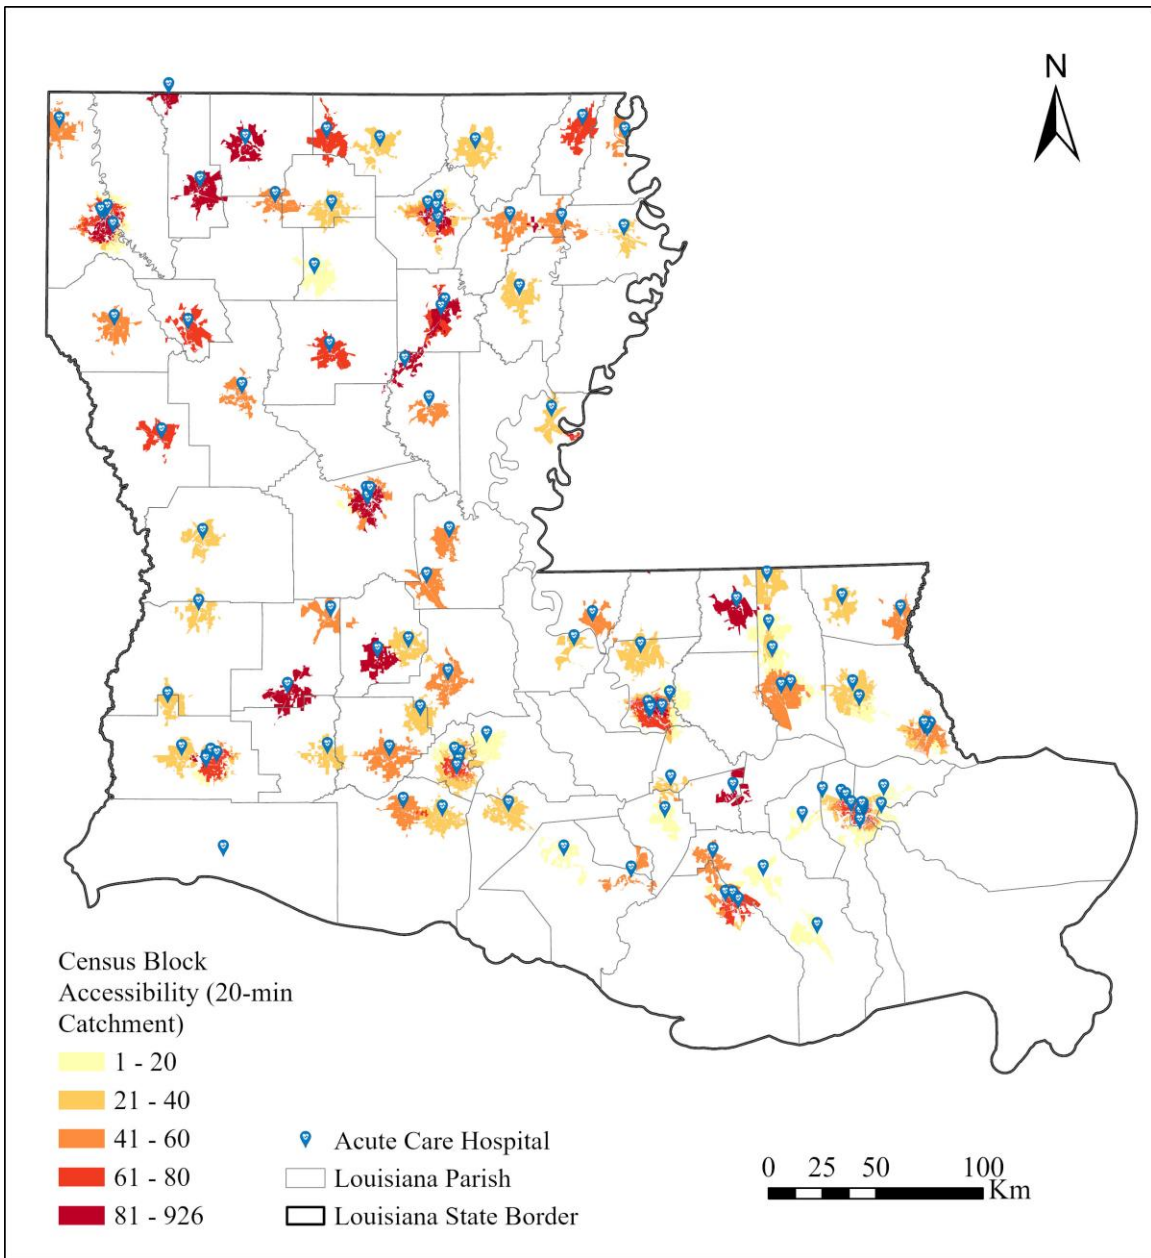 N
Census Block
Accessibility (20-min
Catchment)
1 - 20
21 - 40
41 - 60
61 - 80
81 - 926
Acute Care Hospital
Louisiana Parish
Louisiana State Border
0 25 50 100
Km